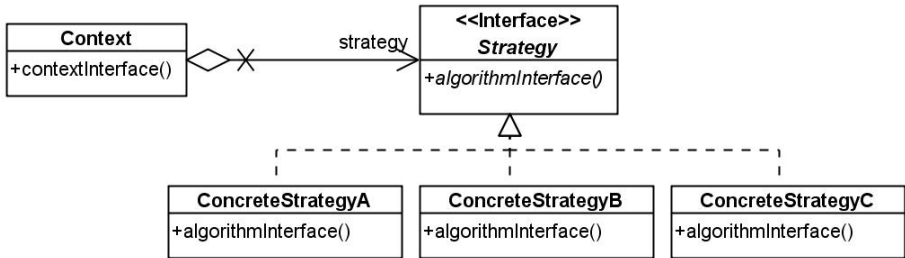 Context
+contextInterface()
strategy
<<Interface>>
Strategy
+algorithmInterface()
ConcreteStrategyA
+algorithmInterface()
ConcreteStrategyB
+algorithmInterface()
ConcreteStrategyC
+algorithmInterface()